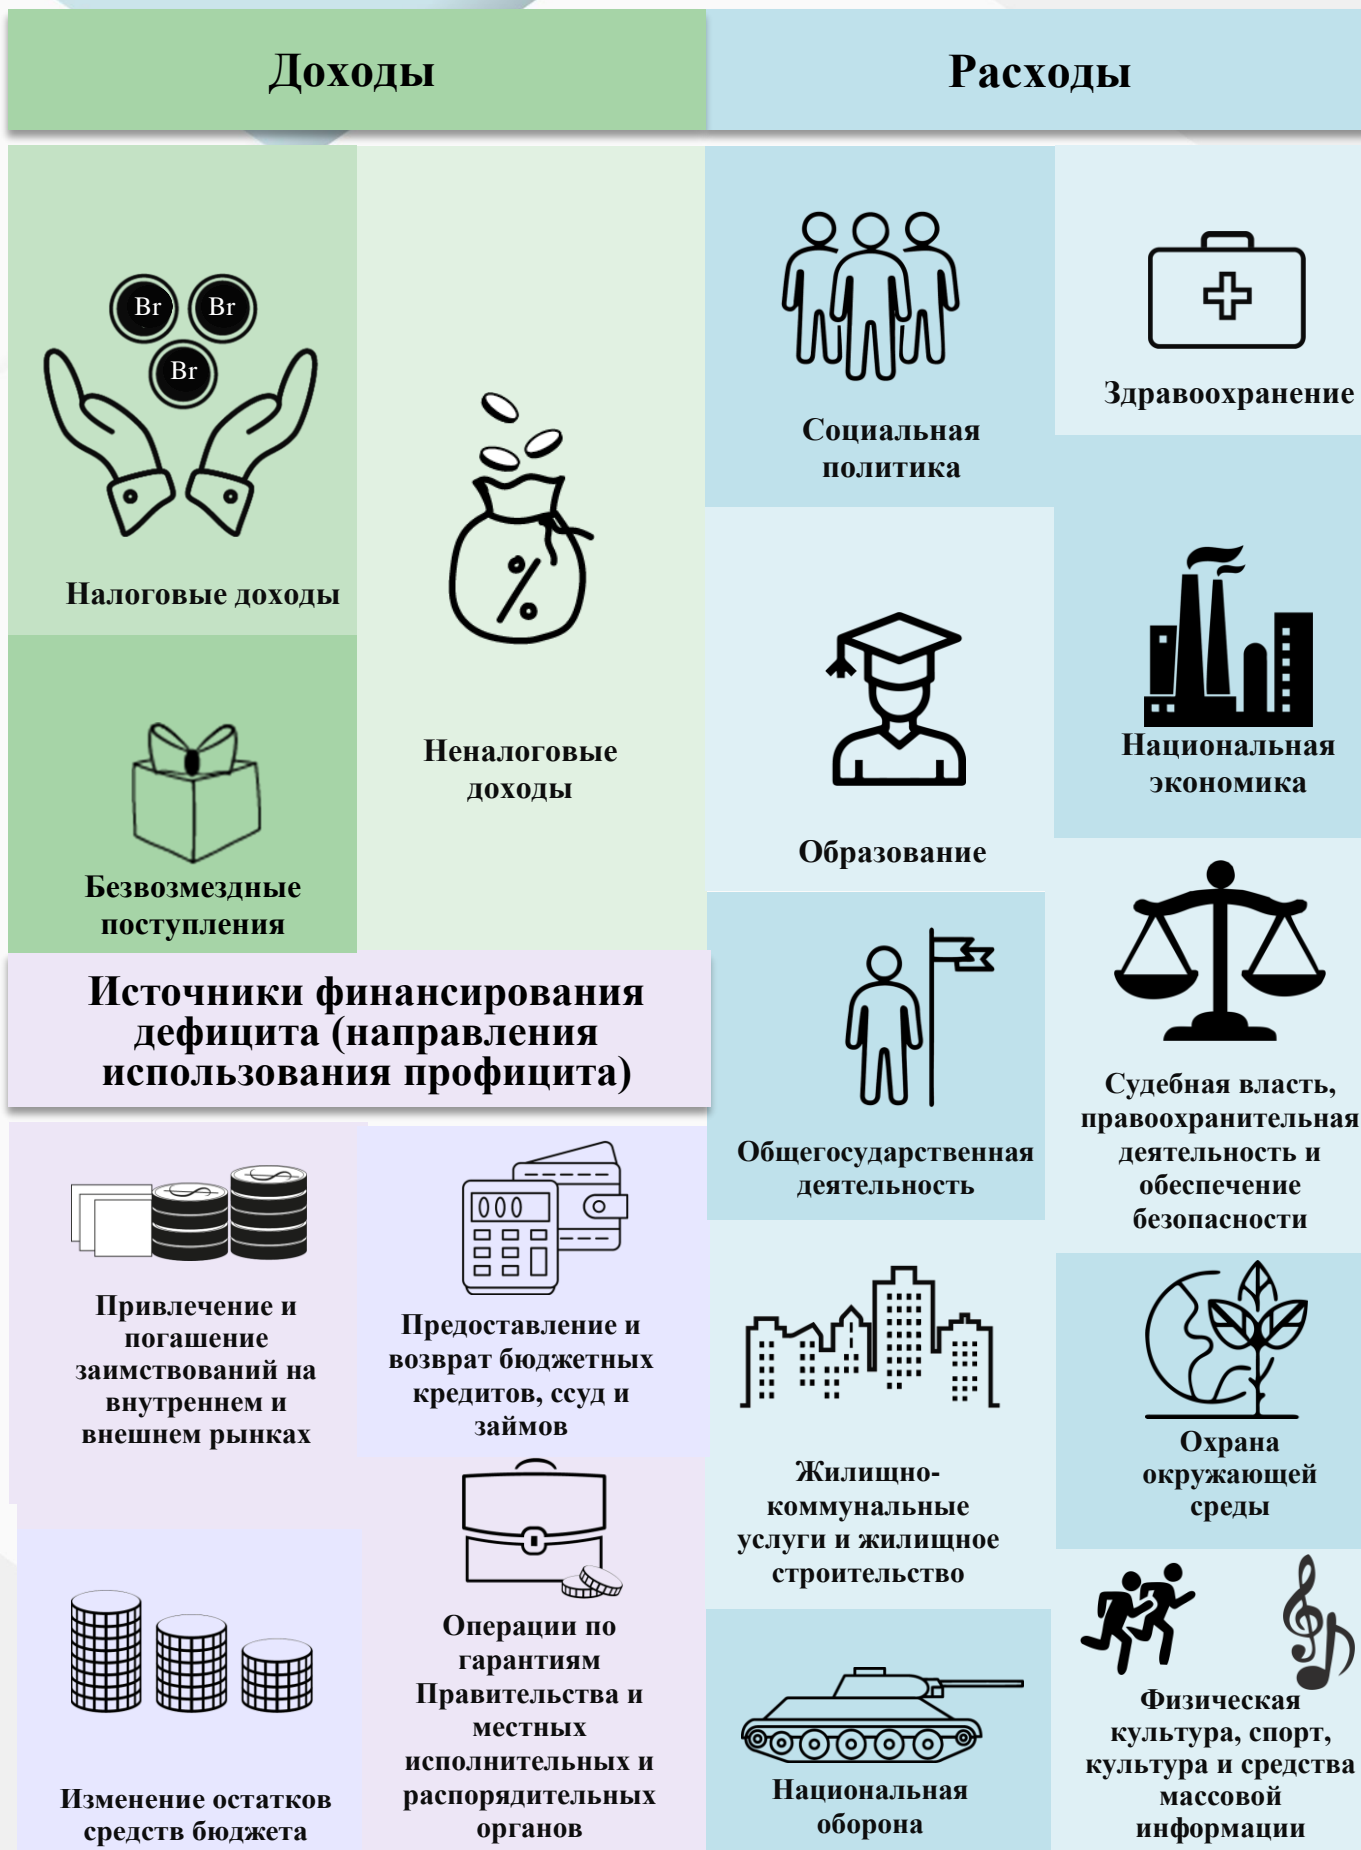 Доходы
Расходы
Br
Br
Br
Налоговые доходы
Безвозмездные
поступления
Неналоговые
доходы
Источники финансирования
дефицита (направления
использования профицита)
Привлечение и
погашение
заимствований на
внутреннем и
внешнем рынках
Предоставление и
возврат бюджетных
кредитов, ссуд и
займов
Изменение остатков
средств бюджета
Операции по
гарантиям
Правительства и
местных
исполнительных и
распорядительных
органов
Социальная
политика
Здравоохранение
Образование
Национальная
экономика
Общегосударственная
деятельность
Судебная власть,
правоохранительная
деятельность и
обеспечение
безопасности
Жилищно-
коммунальные
услуги и жилищное
строительство
Охрана
окружающей
среды
Национальная
оборона
Физическая
культура, спорт,
культура и средства
массовой
информации